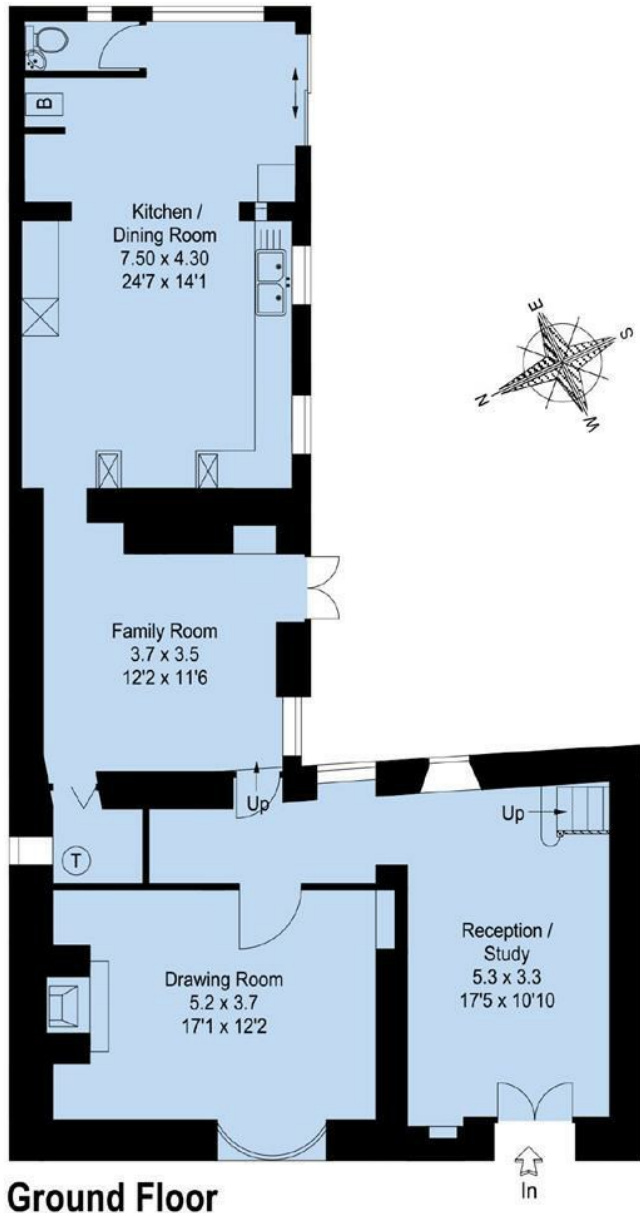 B
Kitchen /
Dining Room
7.50 x 4.30
24'7 x 14'1
E
S
N
W
Family Room
3.7 x 3.5
12'2 x 11'6
Up
Up
T
Reception /
Study
5.3 x 3.3
17'5 x 10'10
Drawing Room
5.2 x 3.7
17'1 x 12'2
In
Ground Floor